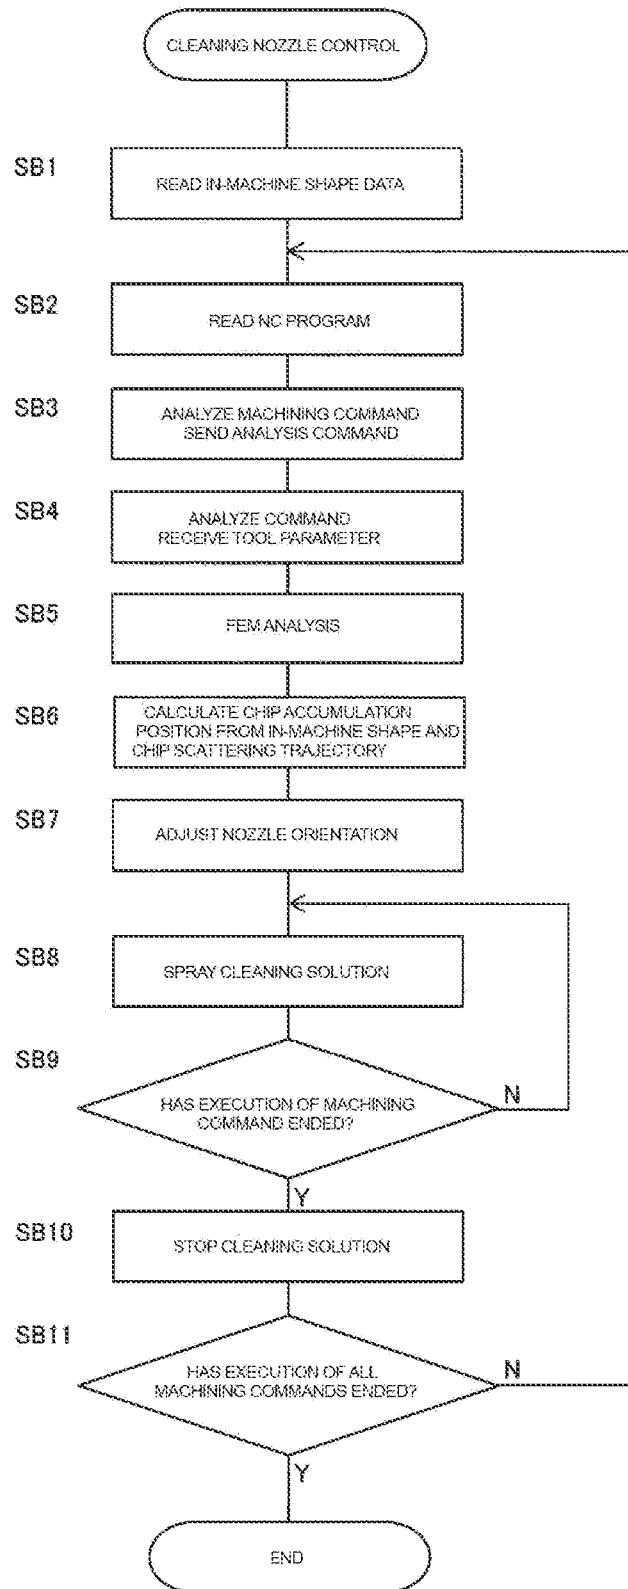 CLEANING NOZZLE CONTROL
SB1
READ IN-MACHINE SHAPE DATA
SB2
READ NC PROGRAM
SB3
ANALYZE MACHINING COMMAND
SEND ANALYSIS COMMAND
SB4
ANALYZE COMMAND
RECEIVE TOOL PARAMETER
SB5
FEM ANALYSIS
SB6
CALCULATE CHIP ACCUMULATION
POSITION FROM IN-MACHINE SHAPE AND
CHIP SCATTERING TRAJECTORY
SB7
ADJUST NOZZLE ORIENTATION
SB8
SPRAY CLEANING SOLUTION
SB9
HAS EXECUTION OF MACHINING
COMMAND ENDED?
N
Y
SB10
STOP CLEANING SOLUTION
SB11
HAS EXECUTION OF ALL
MACHINING COMMANDS ENDED?
N
Y
END